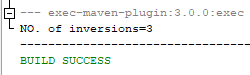 --- exec-maven-plugin:3.0.0:exec
NO. of inversions=3
------------------------------------
BUILD SUCCESS